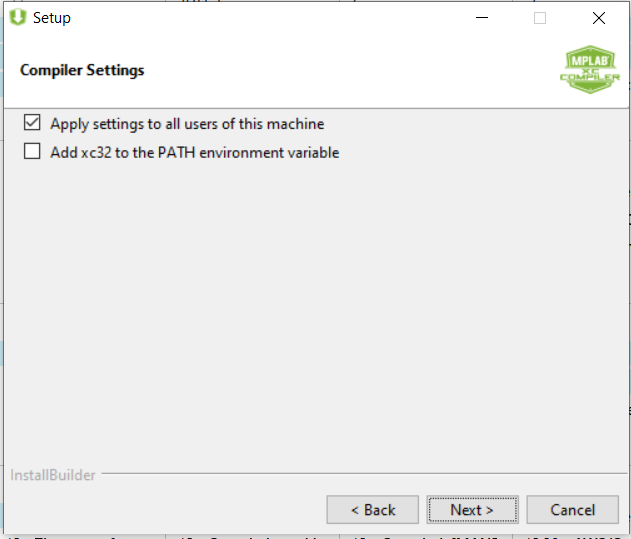 Setup
Compiler Settings
MPLAB
XC
COMPILER
Apply settings to all users of this machine
Add xc32 to the PATH environment variable
InstallBuilder
< Back
Next >
Cancel